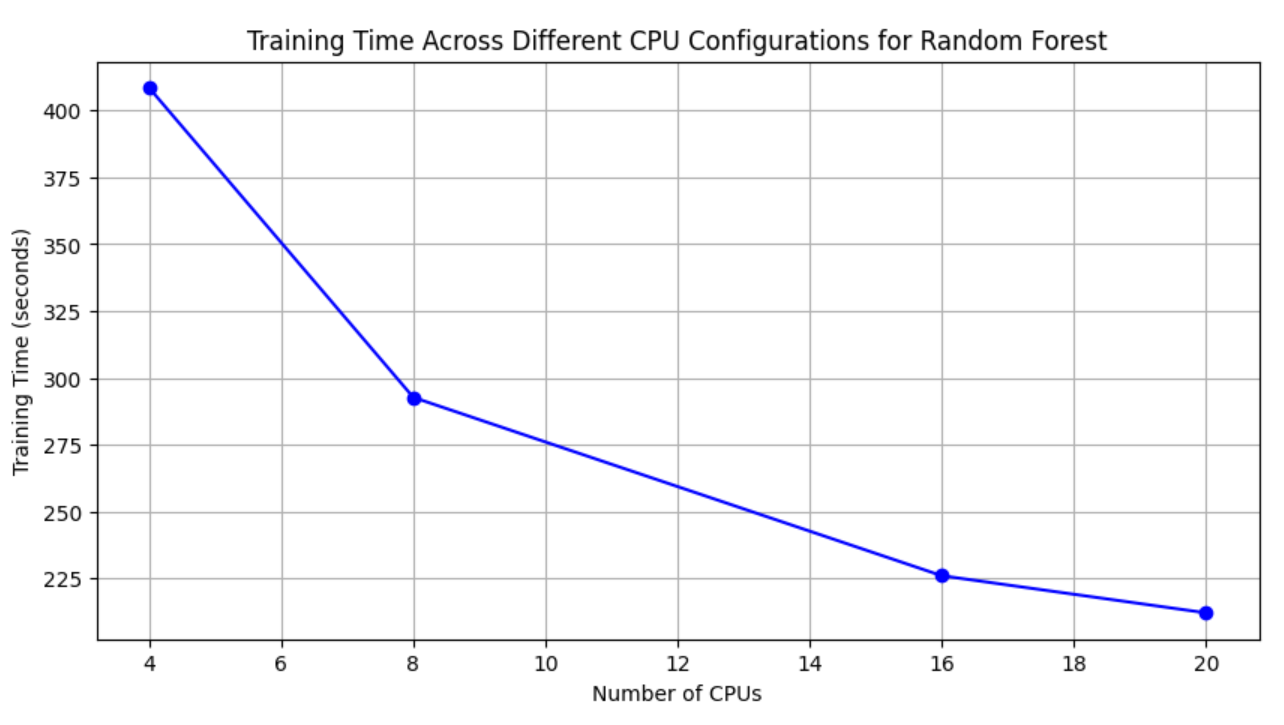 Training Time Across Different CPU Configurations for Random Forest
Training Time (seconds)
400
375
350
325
300
275
250
225
4 6 8 10 12 14 16 18 20
Number of CPUs